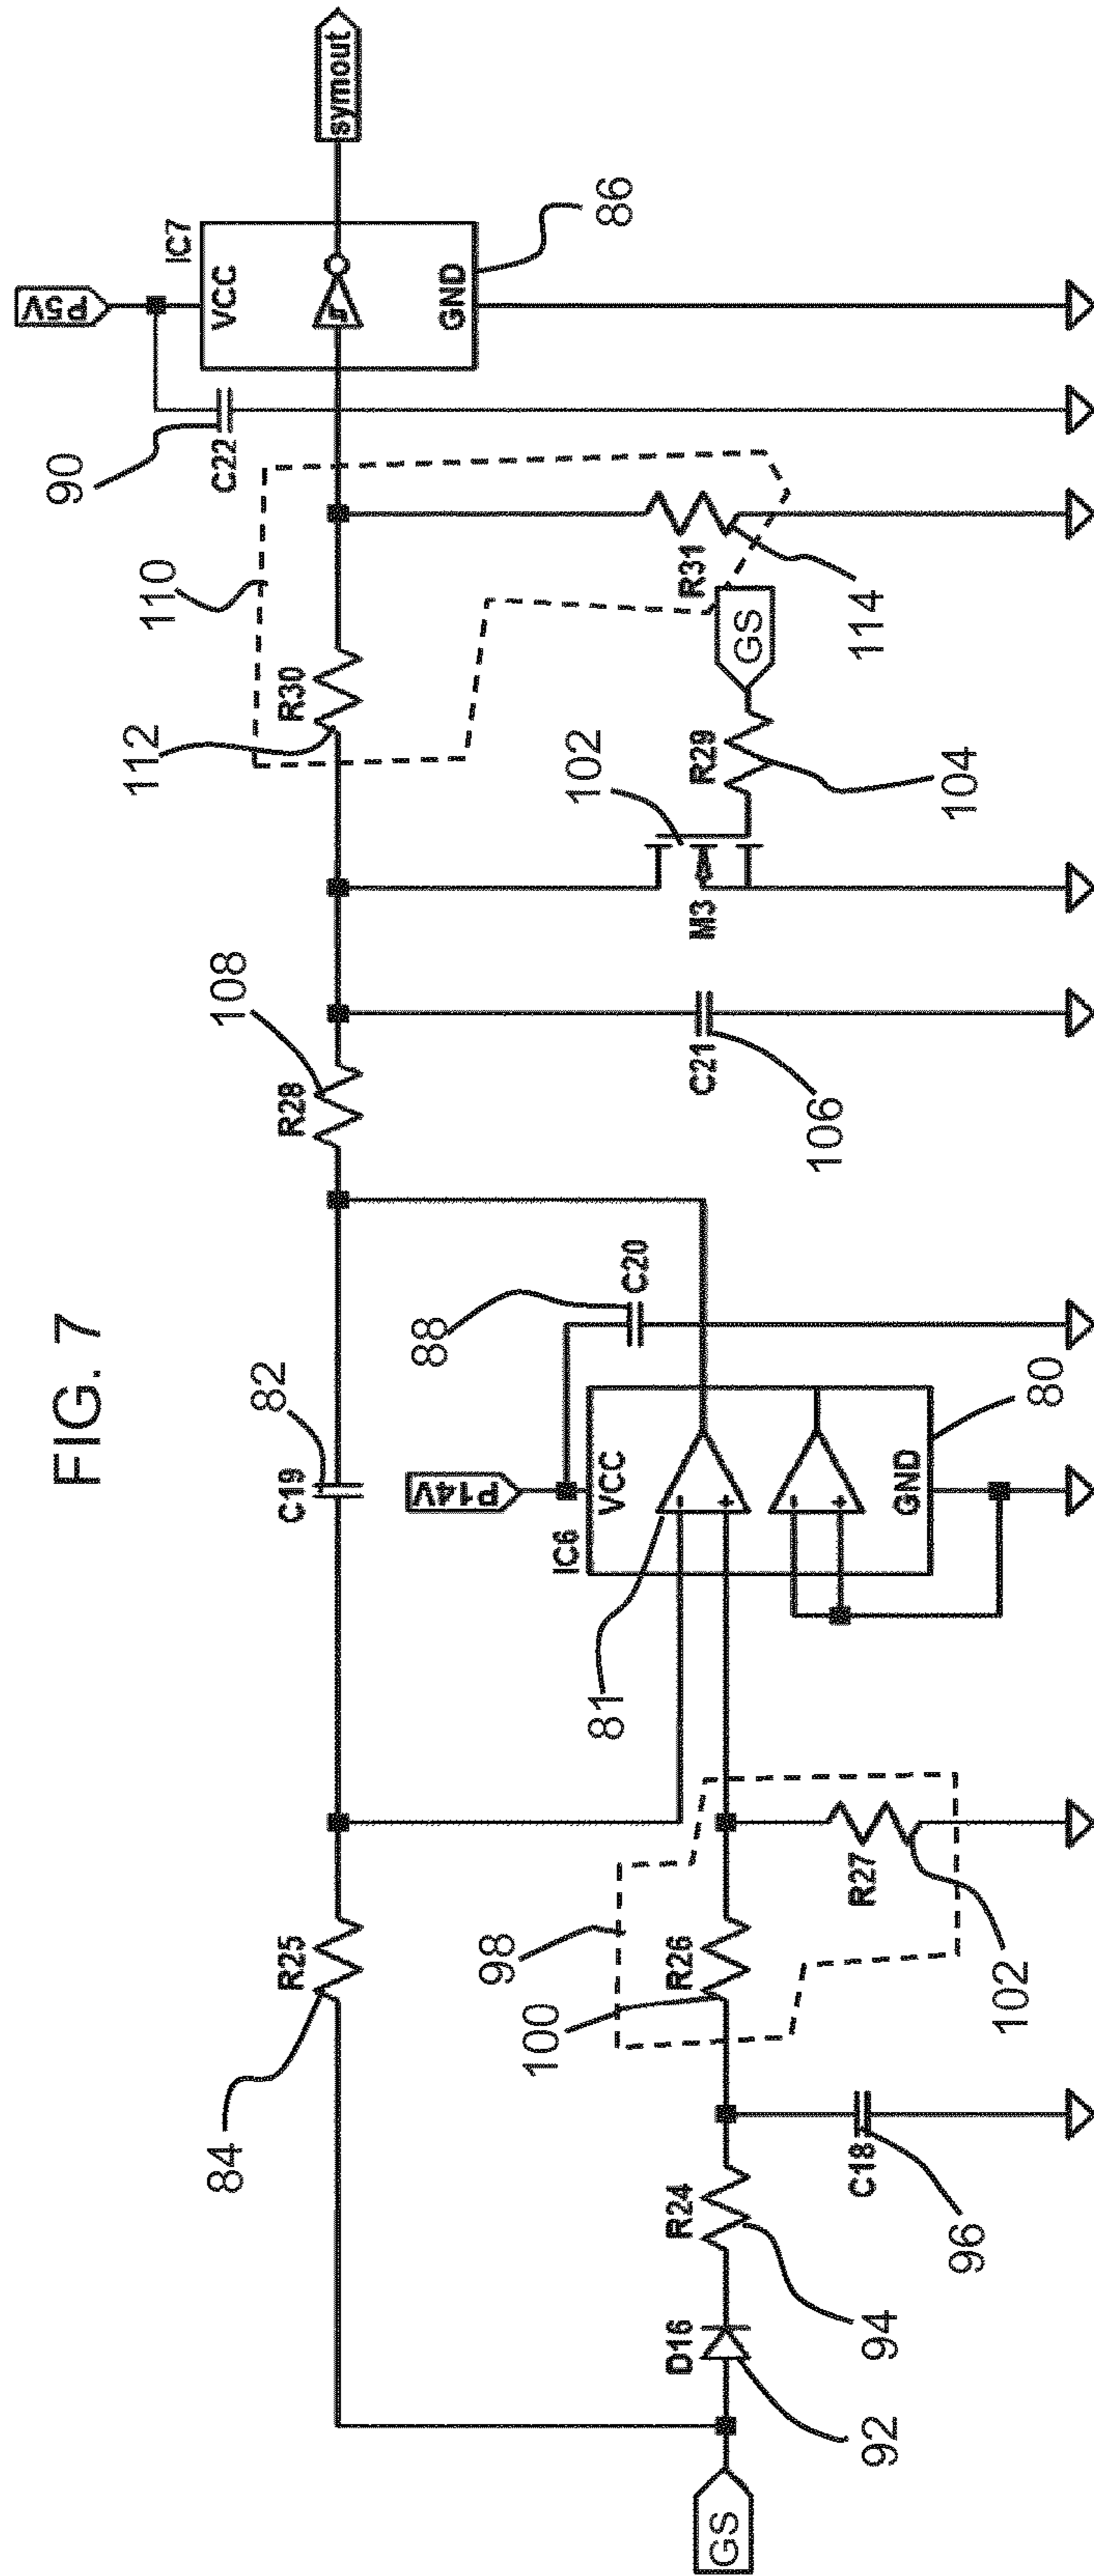 FIG. 7
GS
D16
92
R24
94
C18
96
R25
84
98
100
R26
R27
102
C19
82
81
P14V
IC6
VCC
GND
80
88
C20
R28
108
C21
106
M3
102
R29
104
GS
110
112
R30
R31
114
90
C22
P5V
IC7
VCC
GND
86
symout